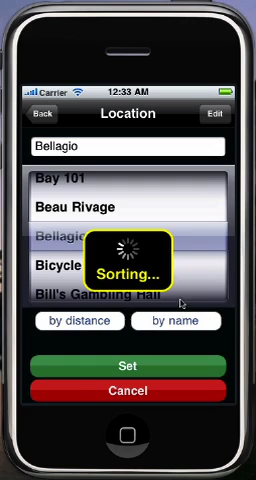 Carrier 12:33 AM
Back Location Edit
Bellagio
Bay 101
Beau Rivage
Bellagio
Sorting...
Bicycle
Bill's Gambling Hall
by distance by name
Set
Cancel